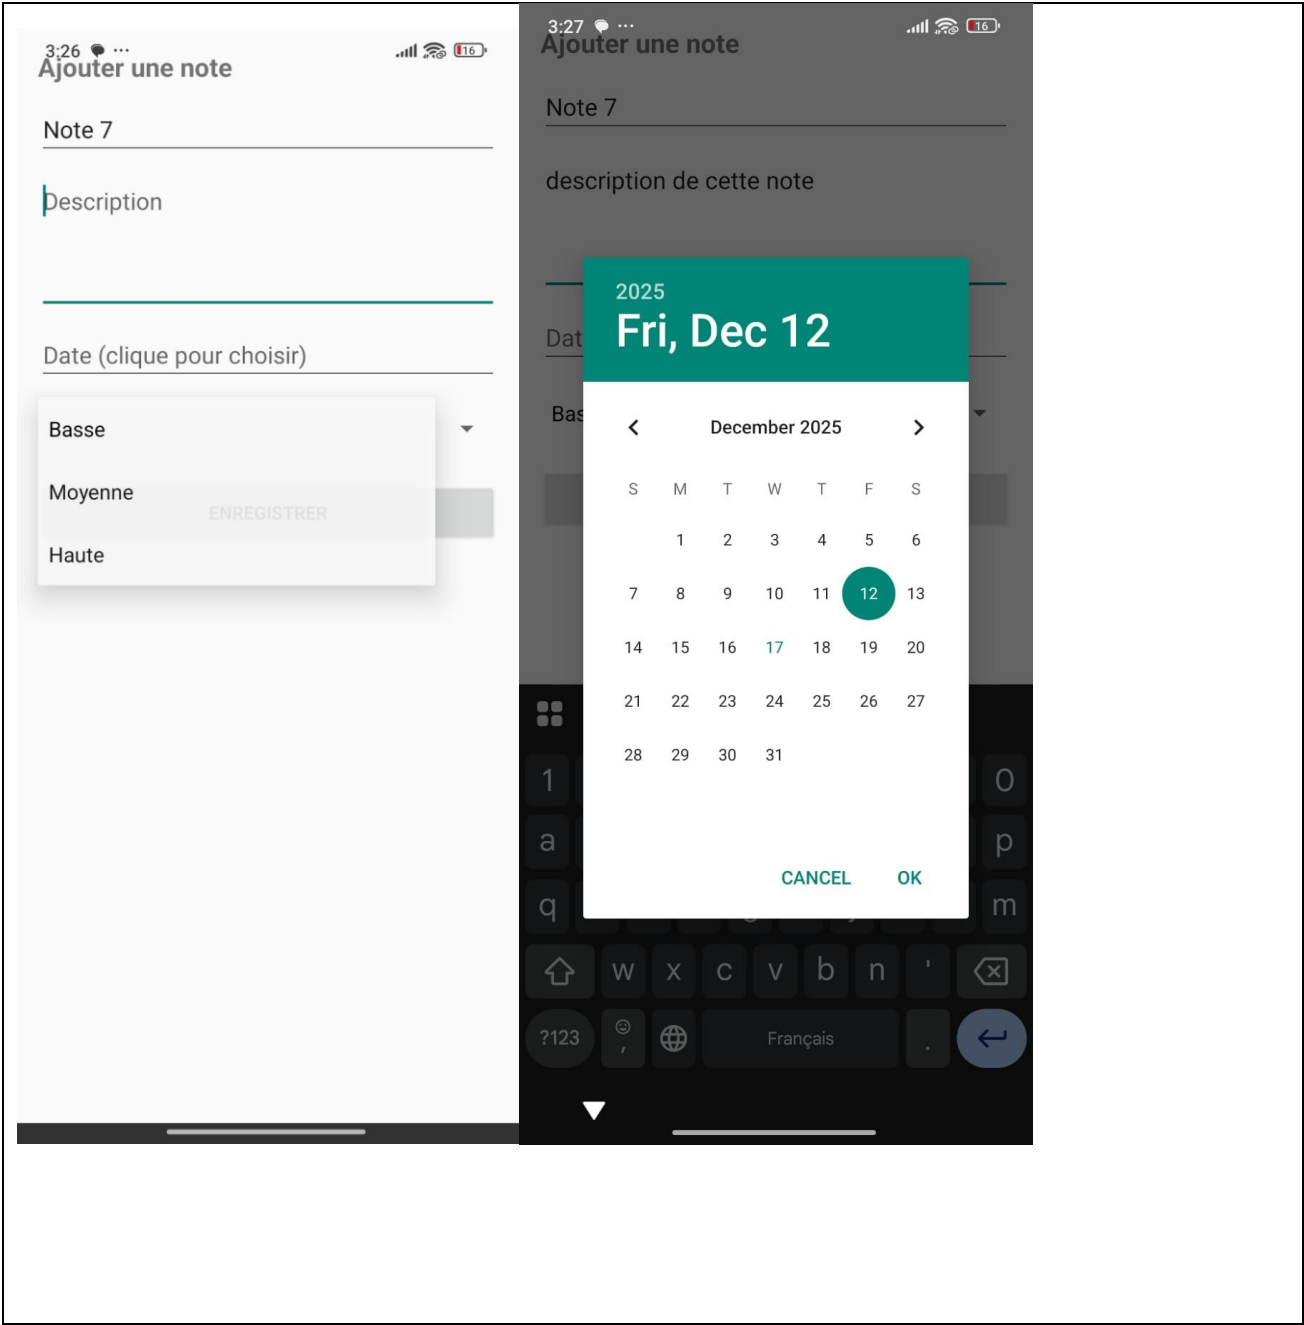 3:26 ...
16
Ajouter une note
Note 7
Description
Date (clique pour choisir)
Basse
Moyenne
ENREGISTRER
Haute
3:27 ...
16
Ajouter une note
Note 7
description de cette note
Dat
Bas
2025
Fri, Dec 12
December 2025
S M T W T F S
1 2 3 4 5 6
7 8 9 10 11 12 13
14 15 16 17 18 19 20
21 22 23 24 25 26 27
28 29 30 31
CANCEL OK
1 0
a p
q m
w x c v b n '
?123 , Français .